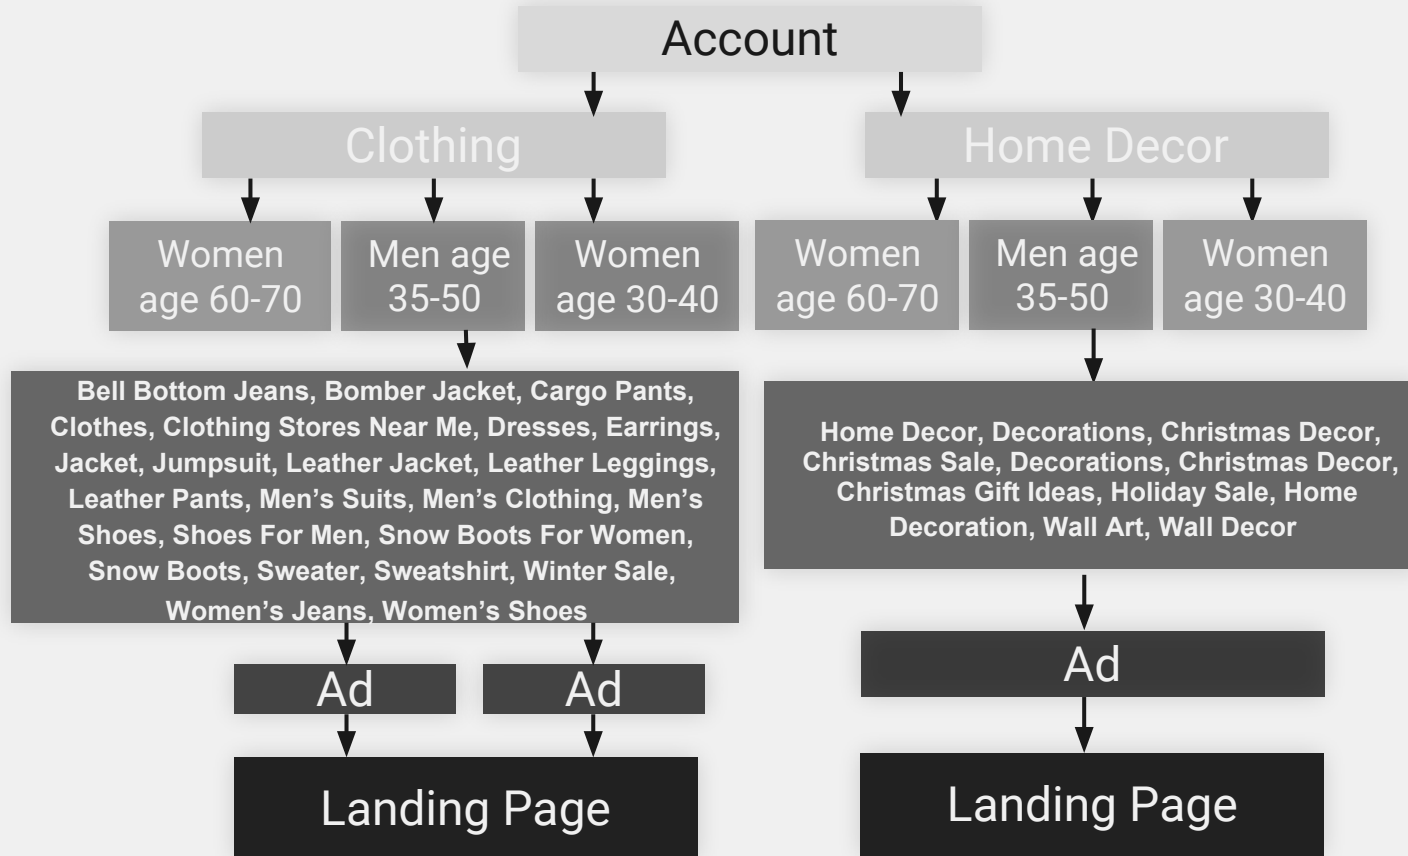 Account
Clothing
Home Decor
Women
age 60-70
Men age
35-50
Women
age 30-40
Women
age 60-70
Men age
35-50
Women
age 30-40
Bell Bottom Jeans, Bomber Jacket, Cargo Pants,
Clothes, Clothing Stores Near Me, Dresses, Earrings,
Jacket, Jumpsuit, Leather Jacket, Leather Leggings,
Leather Pants, Men’s Suits, Men’s Clothing, Men’s
Shoes, Shoes For Men, Snow Boots For Women,
Snow Boots, Sweater, Sweatshirt, Winter Sale,
Women’s Jeans, Women’s Shoes
Home Decor, Decorations, Christmas Decor,
Christmas Sale, Decorations, Christmas Decor,
Christmas Gift Ideas, Holiday Sale, Home
Decoration, Wall Art, Wall Decor
Ad
Ad
Ad
Landing Page
Landing Page